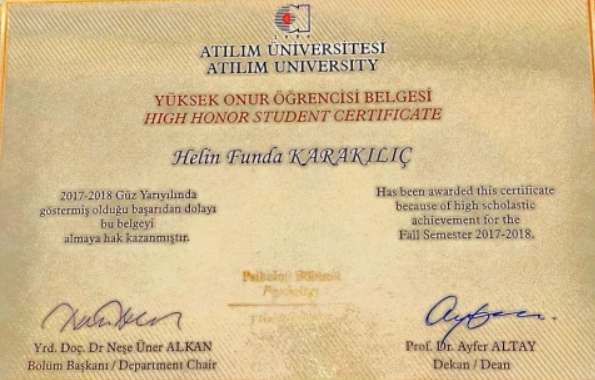 ATILIM ÜNİVERSİTESİ
ATILIM UNIVERSITY
YÜKSEK ONUR ÖĞRENCİSİ BELGESİ
HIGH HONOR STUDENT CERTIFICATE
Helin Funda KARAKILIÇ
2017-2018 Güz Yarıyılında
göstermiş olduğu başarıdan dolayı
bu belgeyi
almaya hak kazanmıştır.
Has been awarded this certificate
because of high scholastic
achievement for the
Fall Semester 2017-2018.
Psikoloji Bölümü
Psychology
Yrd. Doç. Dr Neşe Üner ALKAN
Bölüm Başkanı / Department Chair
Prof. Dr. Ayfer ALTAY
Dekan / Dean